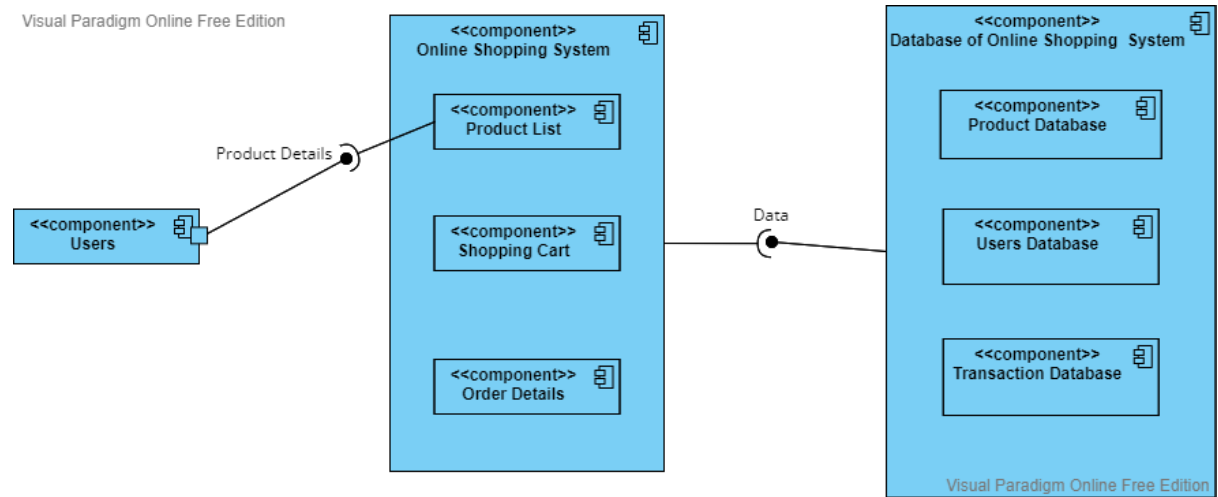 Visual Paradigm Online Free Edition
<<component>>
Online Shopping System
<<component>>
Product List
<<component>>
Shopping Cart
<<component>>
Order Details
Product Details
<<component>>
Users
Data
<<component>>
Database of Online Shopping System
<<component>>
Product Database
<<component>>
Users Database
<<component>>
Transaction Database
Visual Paradigm Online Free Edition